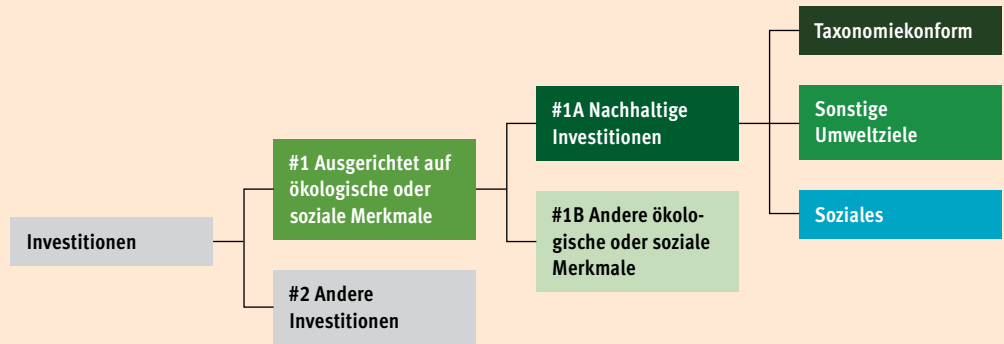 Investitionen
#1 Ausgerichtet auf
ökologische oder
soziale Merkmale
#2 Andere
Investitionen
#1A Nachhaltige
Investitionen
#1B Andere ökolo-
gische oder soziale
Merkmale
Taxonomiekonform
Sonstige
Umweltziele
Soziales